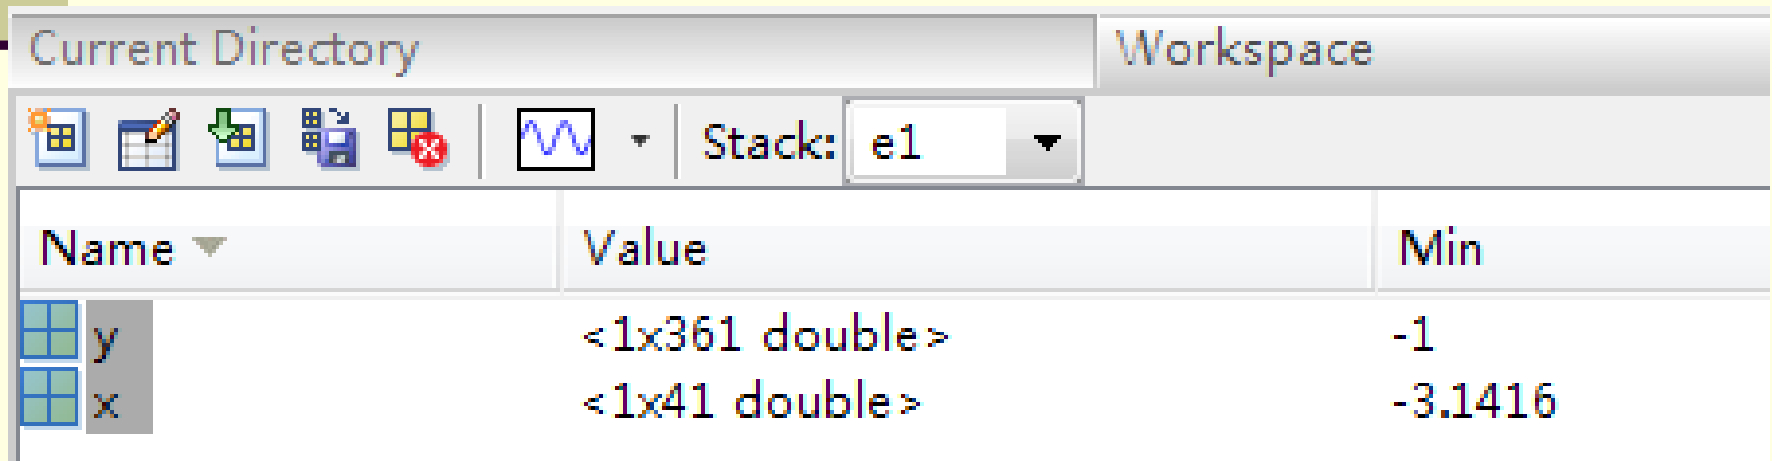 Current Directory Workspace
Stack: e1
Name Value Min
y <1x361 double> -1
x <1x41 double> -3.1416